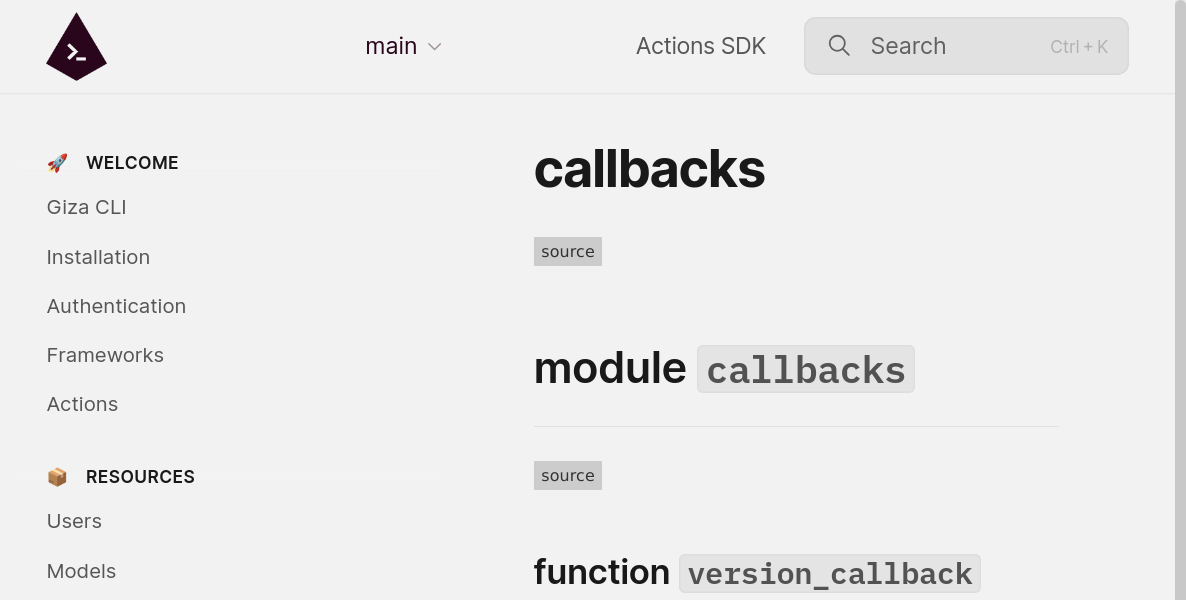 main
Actions SDK
Search
Ctrl + K
WELCOME
Giza CLI
Installation
Authentication
Frameworks
Actions
RESOURCES
Users
Models
callbacks
source
module callbacks
source
function version_callback